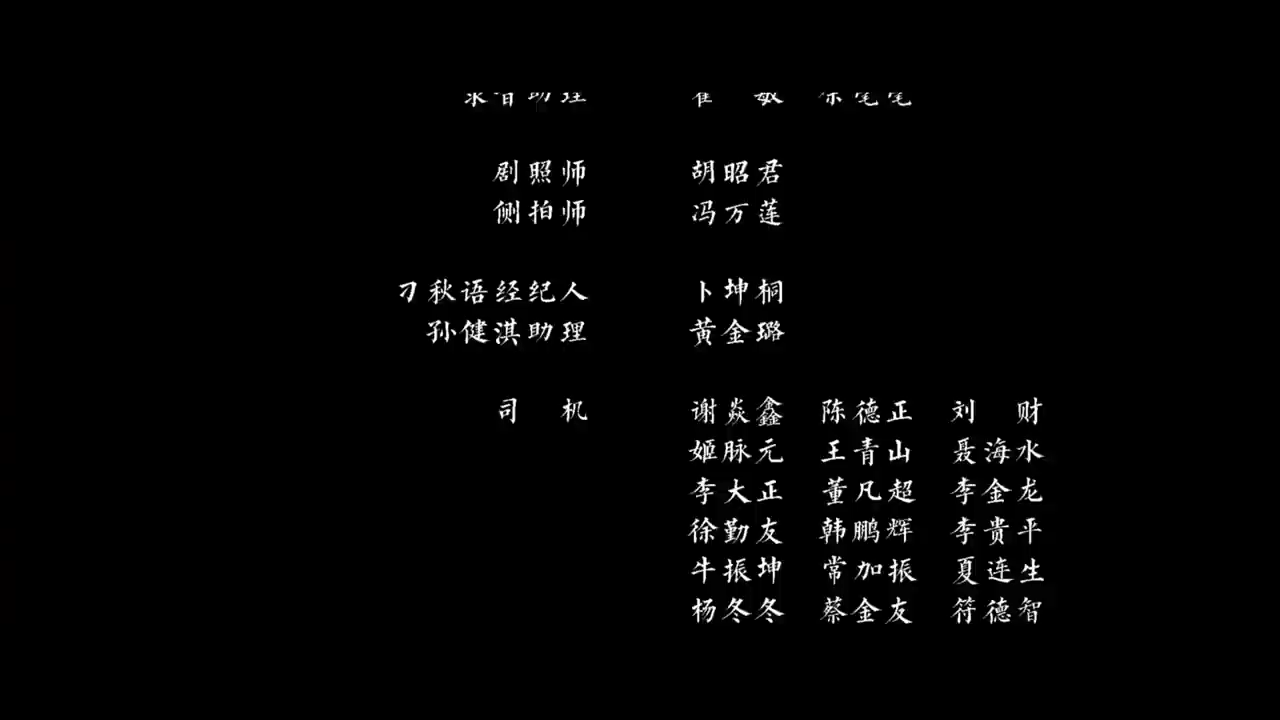 剧照师 胡昭君
侧拍师 冯万莲
刁秋语经纪人 卜坤桐
孙健淇助理 黄金璐
司 机 谢焱鑫 陈德正 刘 财
姬脉元 王青山 聂海水
李大正 董凡超 李金龙
徐勤友 韩鹏辉 李贵平
牛振坤 常加振 夏连生
杨冬冬 蔡金友 符德智